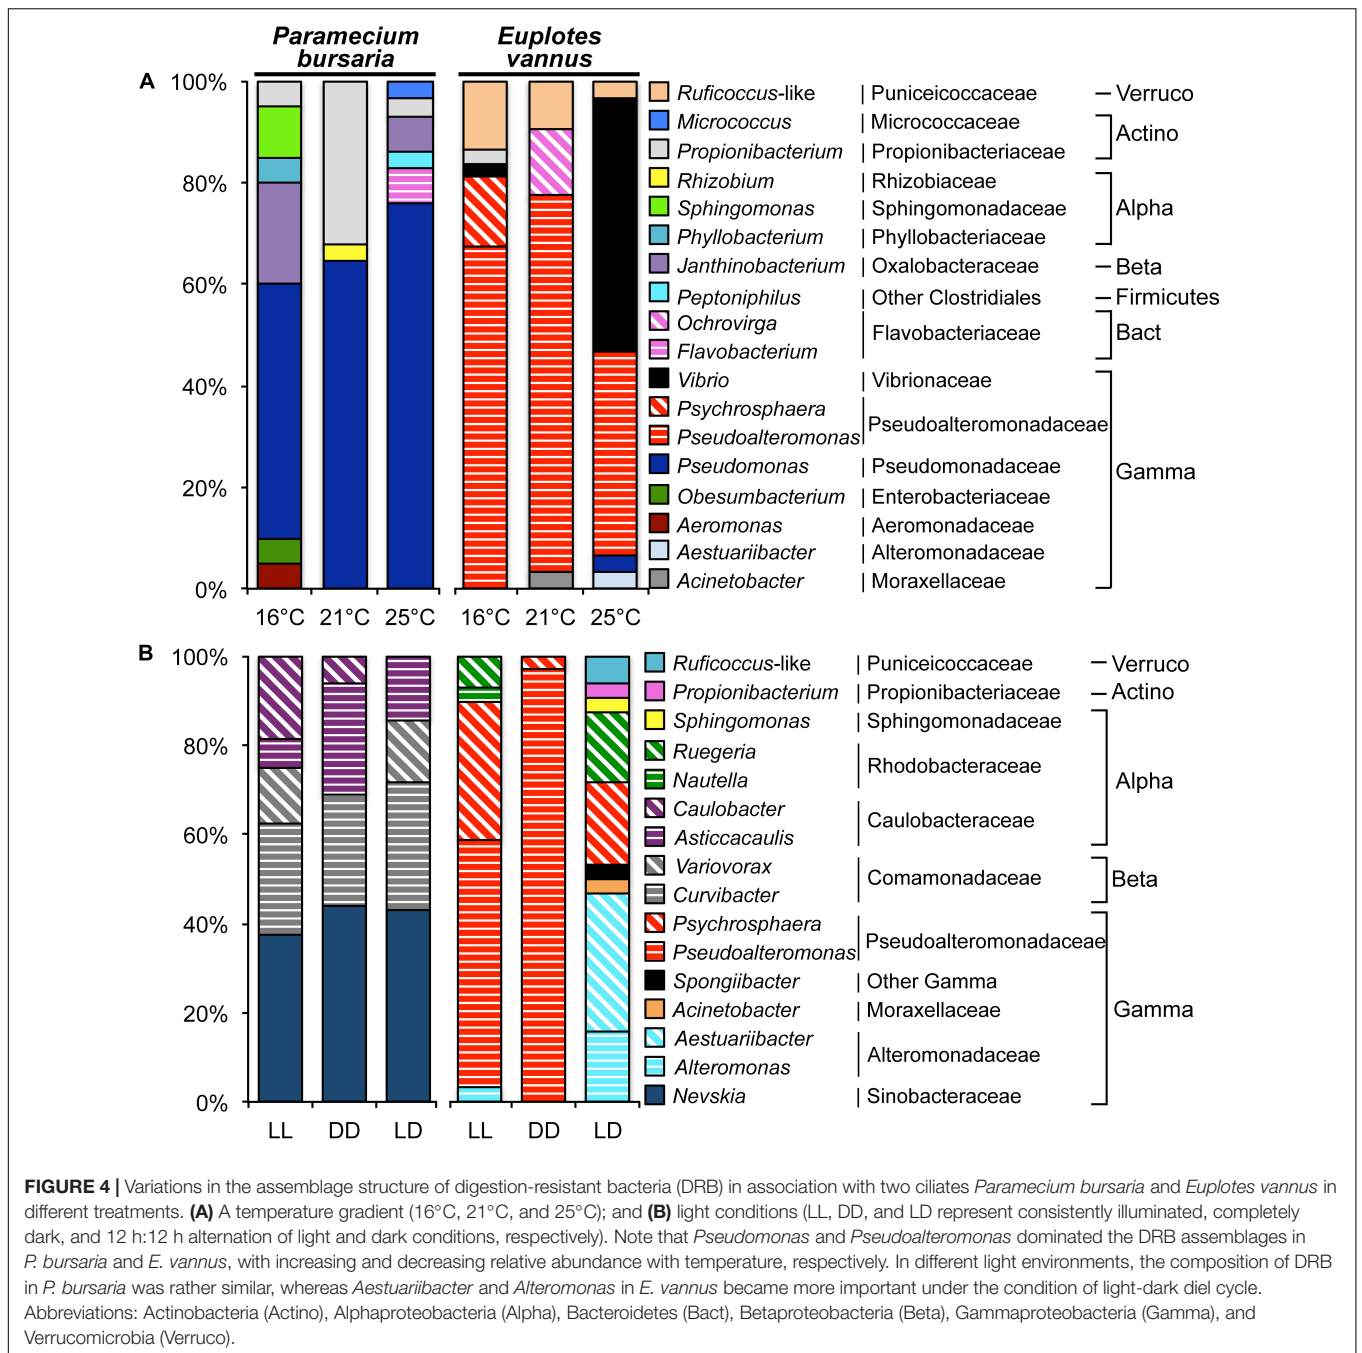 Paramecium
bursaria
Euplotes
vannus
A
100%
80%
60%
40%
20%
0%
16°C 21°C 25°C 16°C 21°C 25°C
Ruficoccus-like | Puniceicoccaceae – Verruco
Micrococcus | Micrococcaceae
Actino
Propionibacterium | Propionibacteriaceae
Rhizobium | Rhizobiaceae
Sphingomonas | Sphingomonadaceae
Alpha
Phyllobacterium | Phyllobacteriaceae
Janthinobacterium | Oxalobacteraceae – Beta
Peptoniphilus | Other Clostridiales – Firmicutes
Ochrovirga
Flavobacteriaceae Bact
Flavobacterium
Vibrio | Vibrionaceae
Psychrosphaera
Pseudoalteromonadaceae
Pseudoalteromonas
Pseudomonas | Pseudomonadaceae
Gamma
Obesumbacterium | Enterobacteriaceae
Aeromonas | Aeromonadaceae
Aestuariibacter | Alteromonadaceae
Acinetobacter | Moraxellaceae
B
100%
80%
60%
40%
20%
0%
LL DD LD LL DD LD
Ruficoccus-like | Puniceicoccaceae – Verruco
Propionibacterium | Propionibacteriaceae – Actino
Sphingomonas | Sphingomonadaceae
Ruegeria
Rhodobacteraceae
Nautella
Alpha
Caulobacter
Caulobacteraceae
Asticcacaulis
Variovorax
Comamonadaceae Beta
Curvibacter
Psychrosphaera
Pseudoalteromonadaceae
Pseudoalteromonas
Spongiibacter | Other Gamma
Acinetobacter | Moraxellaceae Gamma
Aestuariibacter
Alteromonadaceae
Alteromonas
Nevskia | Sinobacteraceae
FIGURE 4 | Variations in the assemblage structure of digestion-resistant bacteria (DRB) in association with two ciliates Paramecium bursaria and Euplotes vannus in
different treatments. (A) A temperature gradient (16°C, 21°C, and 25°C); and (B) light conditions (LL, DD, and LD represent consistently illuminated, completely
dark, and 12 h:12 h alternation of light and dark conditions, respectively). Note that Pseudomonas and Pseudoalteromonas dominated the DRB assemblages in
P. bursaria and E. vannus, with increasing and decreasing relative abundance with temperature, respectively. In different light environments, the composition of DRB
in P. bursaria was rather similar, whereas Aestuariibacter and Alteromonas in E. vannus became more important under the condition of light-dark diel cycle.
Abbreviations: Actinobacteria (Actino), Alphaproteobacteria (Alpha), Bacteroidetes (Bact), Betaproteobacteria (Beta), Gammaproteobacteria (Gamma), and
Verrucomicrobia (Verruco).